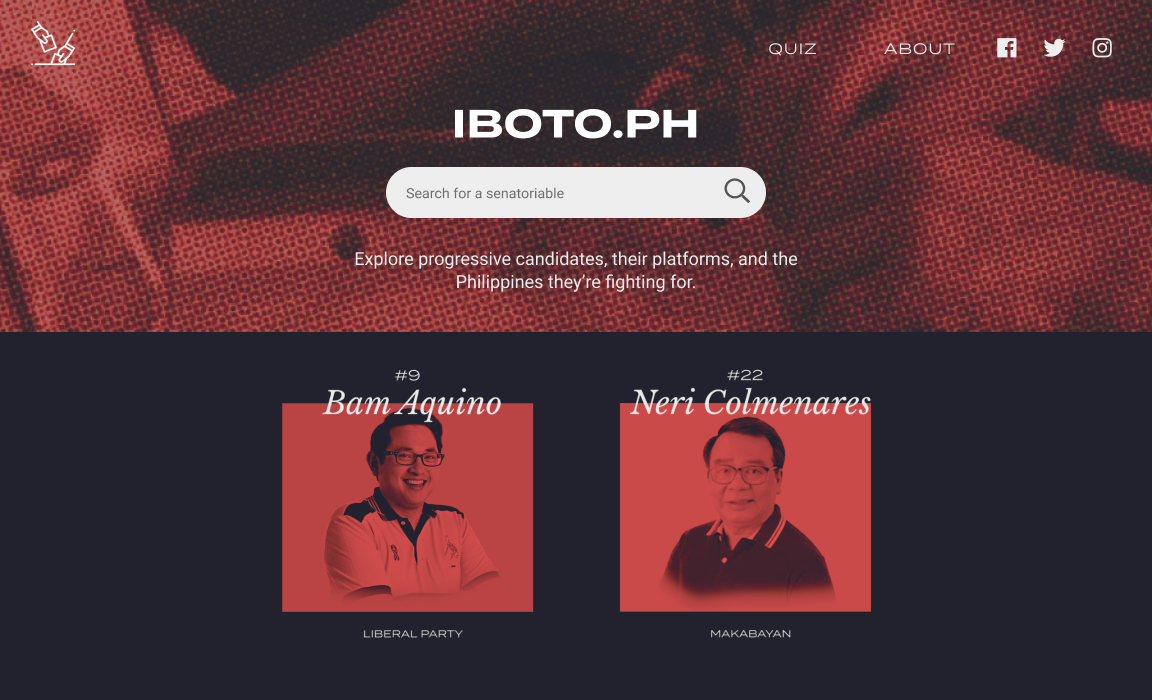 QUIZ ABOUT
IBOTO.PH
Search for a senatoriable
Explore progressive candidates, their platforms, and the
Philippines they’re fighting for.
#9
Bam Aquino
LIBERAL PARTY
#22
Neri Colmenares
MAKABAYAN